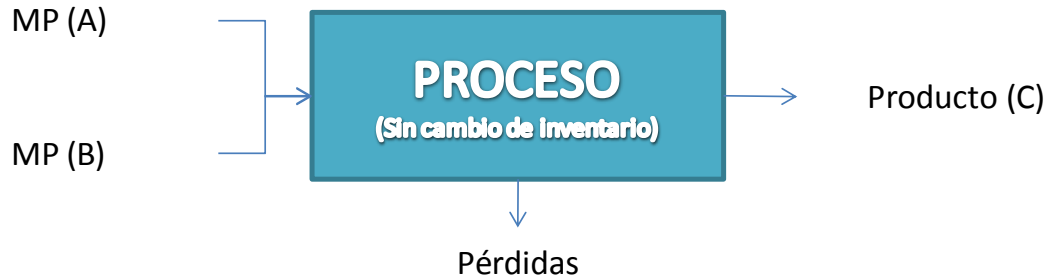 MP (A)
PROCESO
(Sin cambio de inventario)
Producto (C)
MP (B)
Pérdidas